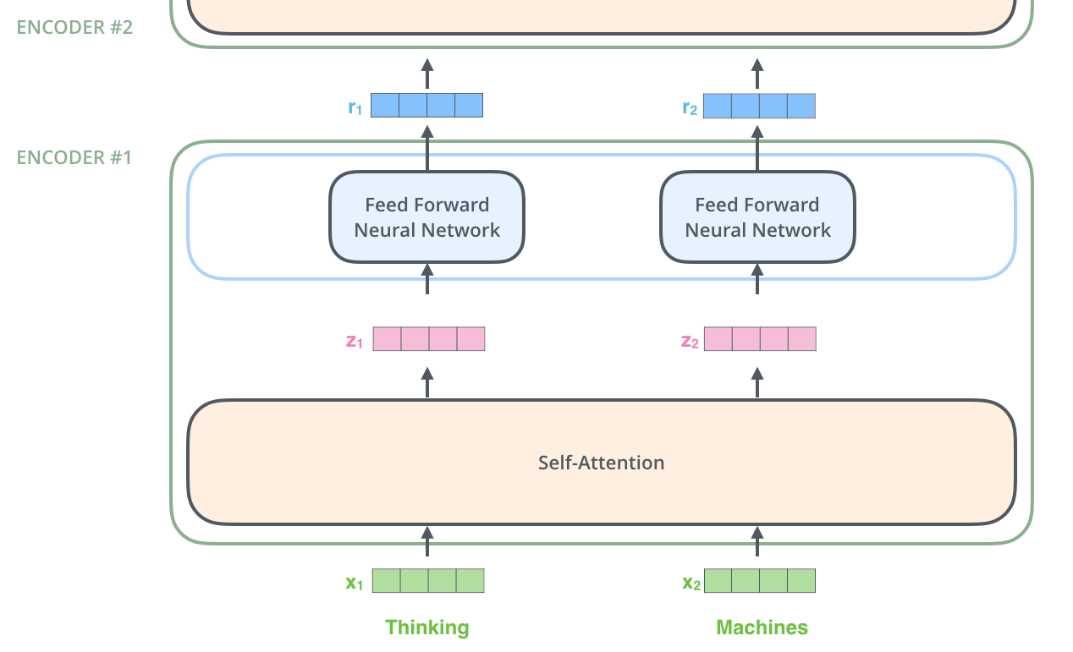 ENCODER #2
r1
r2
ENCODER #1
Feed Forward
Neural Network
Feed Forward
Neural Network
z1
z2
Self-Attention
x1
x2
Thinking
Machines